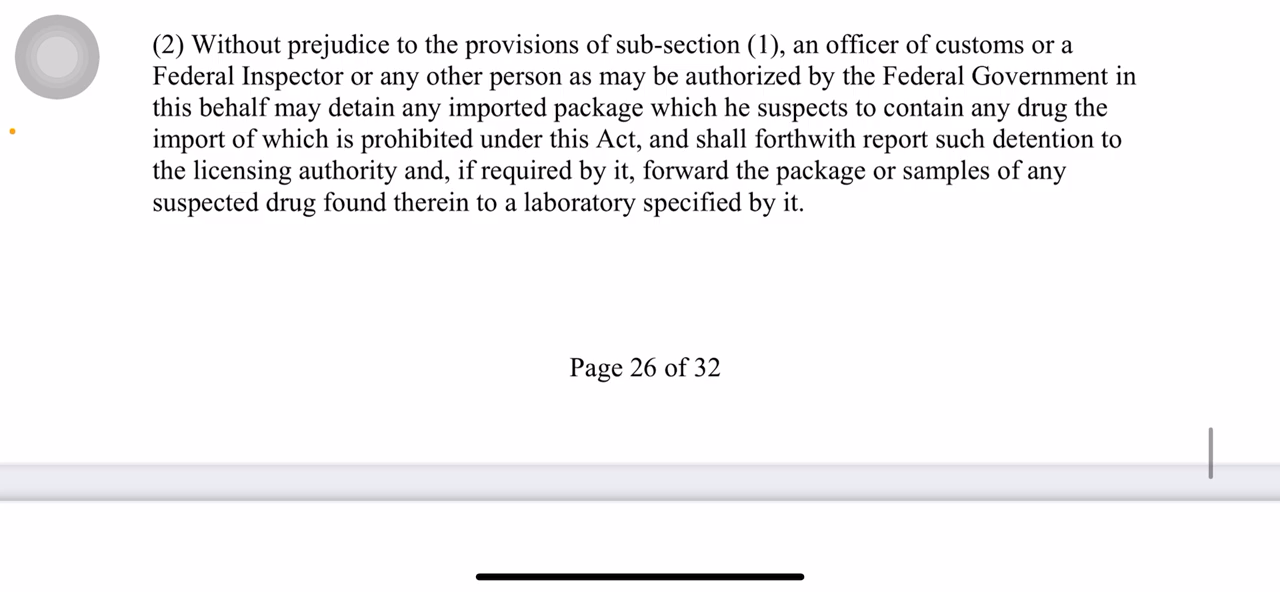 (2) Without prejudice to the provisions of sub-section (1), an officer of customs or a
Federal Inspector or any other person as may be authorized by the Federal Government in
this behalf may detain any imported package which he suspects to contain any drug the
import of which is prohibited under this Act, and shall forthwith report such detention to
the licensing authority and, if required by it, forward the package or samples of any
suspected drug found therein to a laboratory specified by it.
Page 26 of 32